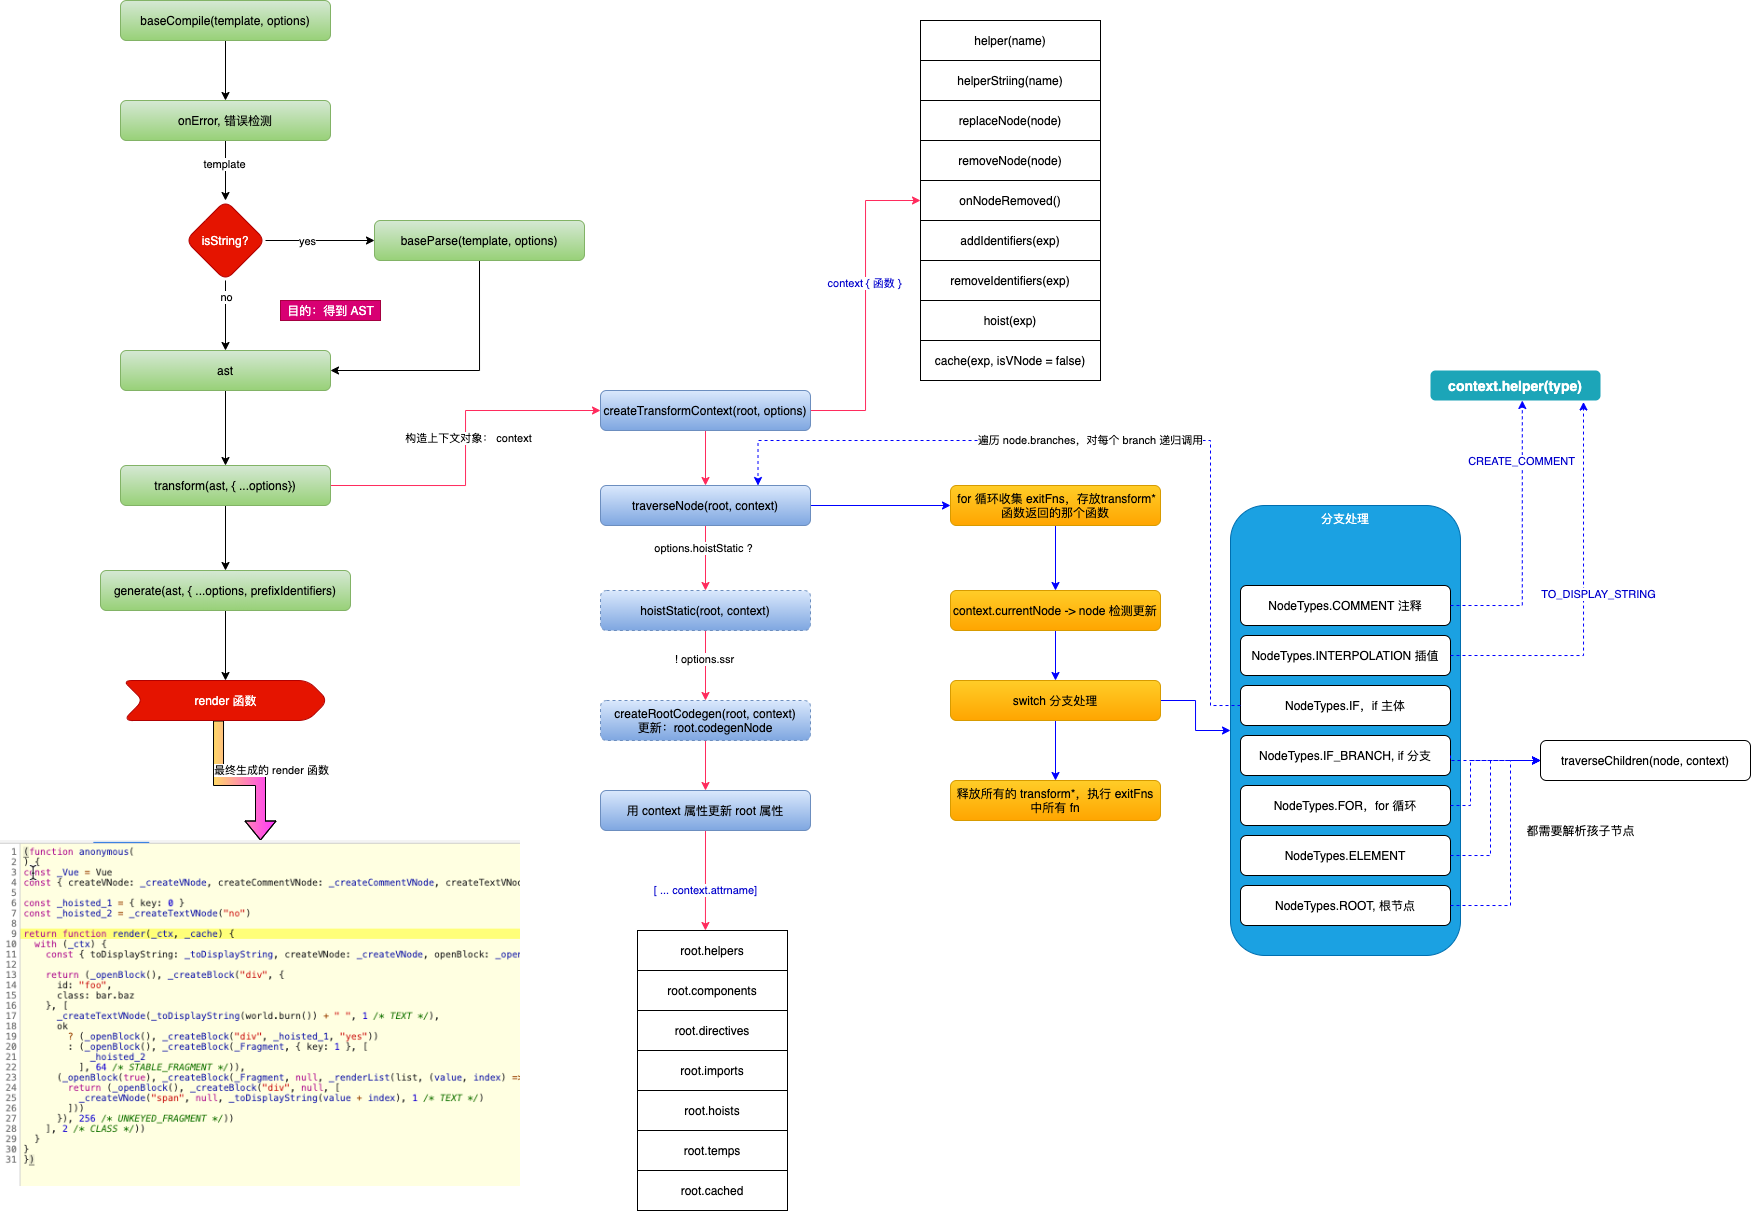 baseCompile(template, options)
onError, 错误检测
template
isString?
yes
baseParse(template, options)
no
目的：得到 AST
ast
构造上下文对象： context
transform(ast, { ...options})
generate(ast, { ...options, prefixIdentifiers)
render 函数
最终生成的 render 函数
1 (function anonymous(
2 ) {
3 const _Vue = Vue
4 const { createVNode: _createVNode, createCommentVNode: _createCommentVNode, createTextVNo
5
6 const _hoisted_1 = { key: 0 }
7 const _hoisted_2 = _createTextVNode("no")
8
9 return function render(_ctx, _cache) {
10 with (_ctx) {
11 const { toDisplayString: _toDisplayString, createVNode: _createVNode, openBlock: _ope
12
13 return (_openBlock(), _createBlock("div", {
14 id: "foo",
15 class: bar.baz
16 }, [
17 _createTextVNode(_toDisplayString(world.burn()) + " ", 1 /* TEXT */),
18 ok
19 ? (_openBlock(), _createBlock("div", _hoisted_1, "yes"))
20 : (_openBlock(), _createBlock(_Fragment, { key: 1 }, [
21 _hoisted_2
22 ], 64 /* STABLE_FRAGMENT */)),
23 (_openBlock(true), _createBlock(_Fragment, null, _renderList(list, (value, index) =>
24 return (_openBlock(), _createBlock("div", null, [
25 _createVNode("span", null, _toDisplayString(value + index), 1 /* TEXT */)
26 ]))
27 }), 256 /* UNKEYED_FRAGMENT */))
28 ], 2 /* CLASS */))
29 }
30 }
31 })
createTransformContext(root, options)
context { 函数 }
helper(name)
helperStriing(name)
replaceNode(node)
removeNode(node)
onNodeRemoved()
addIdentifiers(exp)
removeIdentifiers(exp)
hoist(exp)
cache(exp, isVNode = false)
遍历 node.branches，对每个 branch 递归调用
traverseNode(root, context)
options.hoistStatic ?
hoistStatic(root, context)
! options.ssr
createRootCodegen(root, context)
更新：root.codegenNode
用 context 属性更新 root 属性
[ ... context.attrname]
root.helpers
root.components
root.directives
root.imports
root.hoists
root.temps
root.cached
for 循环收集 exitFns，存放transform*
函数返回的那个函数
context.currentNode -> node 检测更新
switch 分支处理
释放所有的 transform*，执行 exitFns
中所有 fn
context.helper(type)
CREATE_COMMENT
TO_DISPLAY_STRING
分支处理
NodeTypes.COMMENT 注释
NodeTypes.INTERPOLATION 插值
NodeTypes.IF，if 主体
NodeTypes.IF_BRANCH, if 分支
NodeTypes.FOR，for 循环
NodeTypes.ELEMENT
NodeTypes.ROOT, 根节点
traverseChildren(node, context)
都需要解析孩子节点